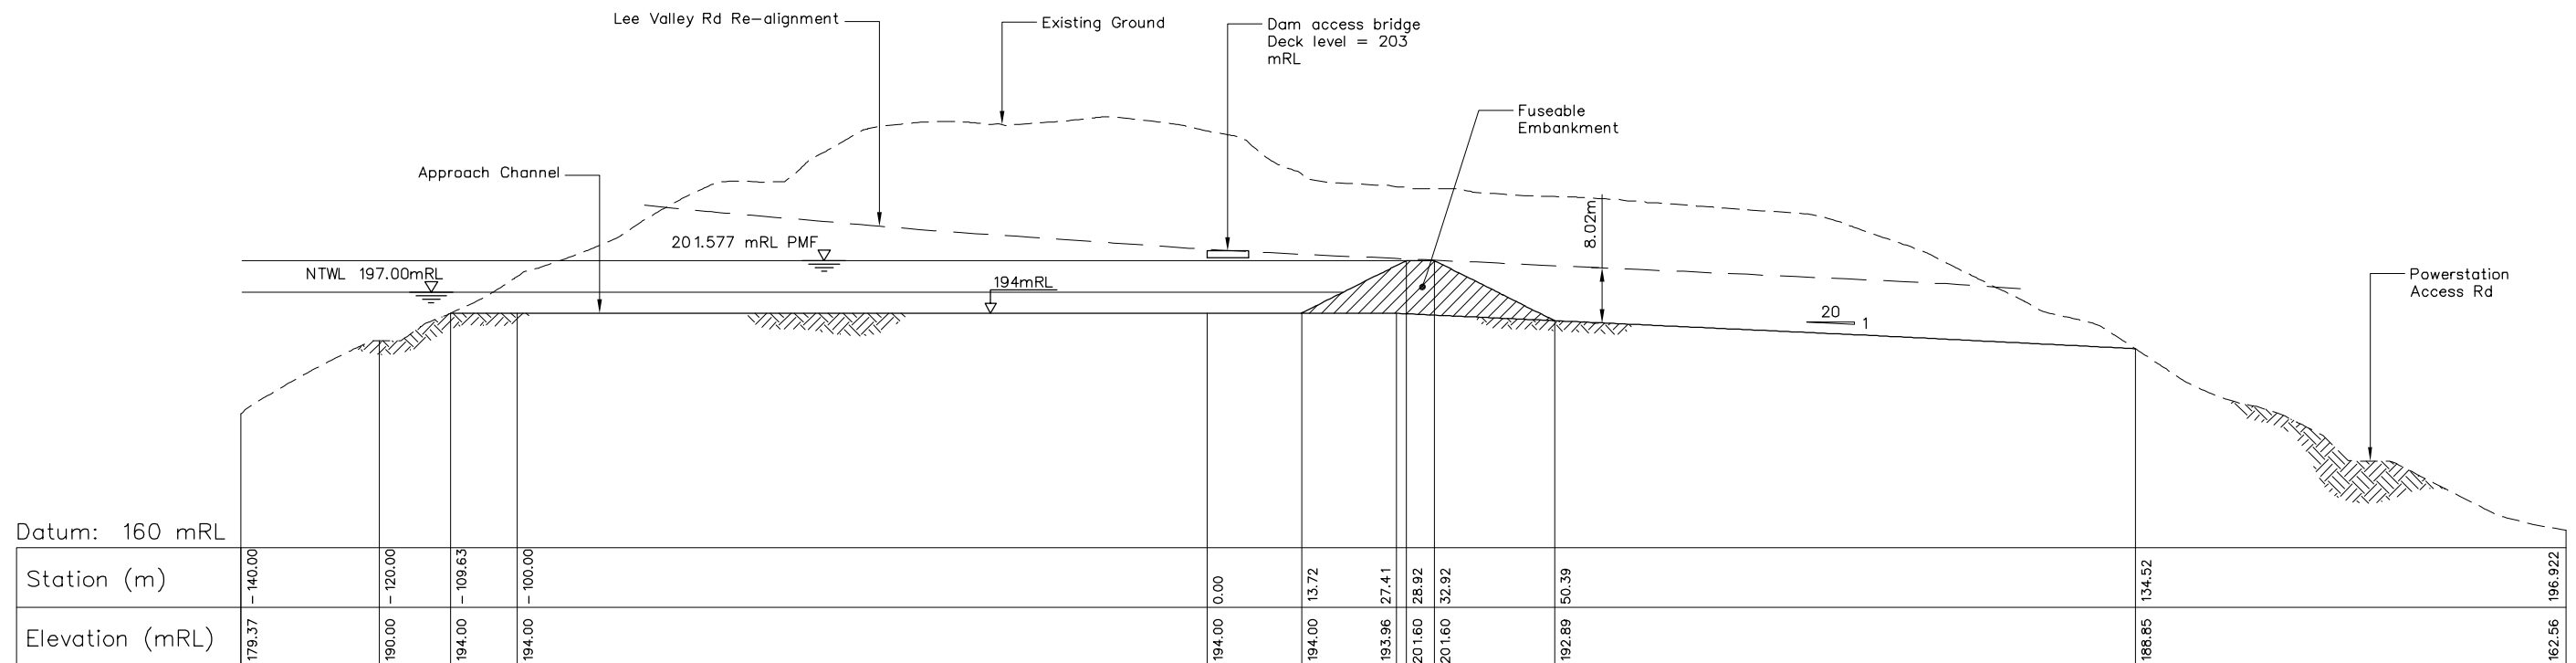 Lee Valley Rd Re-alignment
Existing Ground
Dam access bridge
Deck level = 203
mRL
Fuseable
Embankment
Approach Channel
8.02m
201.577 mRL PMF
NTWL 197.00mRL
194mRL
Powerstation
Access Rd
20
1
Datum: 160 mRL
Station (m)
-140.00
-120.00
-109.63
-100.00
0.00
13.72
27.41
28.92
32.92
50.39
134.52
196.922
Elevation (mRL)
179.37
190.00
194.00
194.00
194.00
194.00
193.96
201.60
201.60
192.89
188.85
162.56